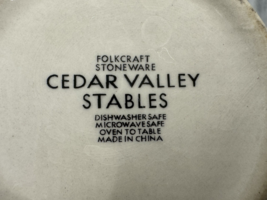 FOLKCRAFT
STONEWARE
CEDAR VALLEY
STABLES
DISHWASHER SAFE
MICROWAVE SAFE
OVEN TO TABLE
MADE IN CHINA